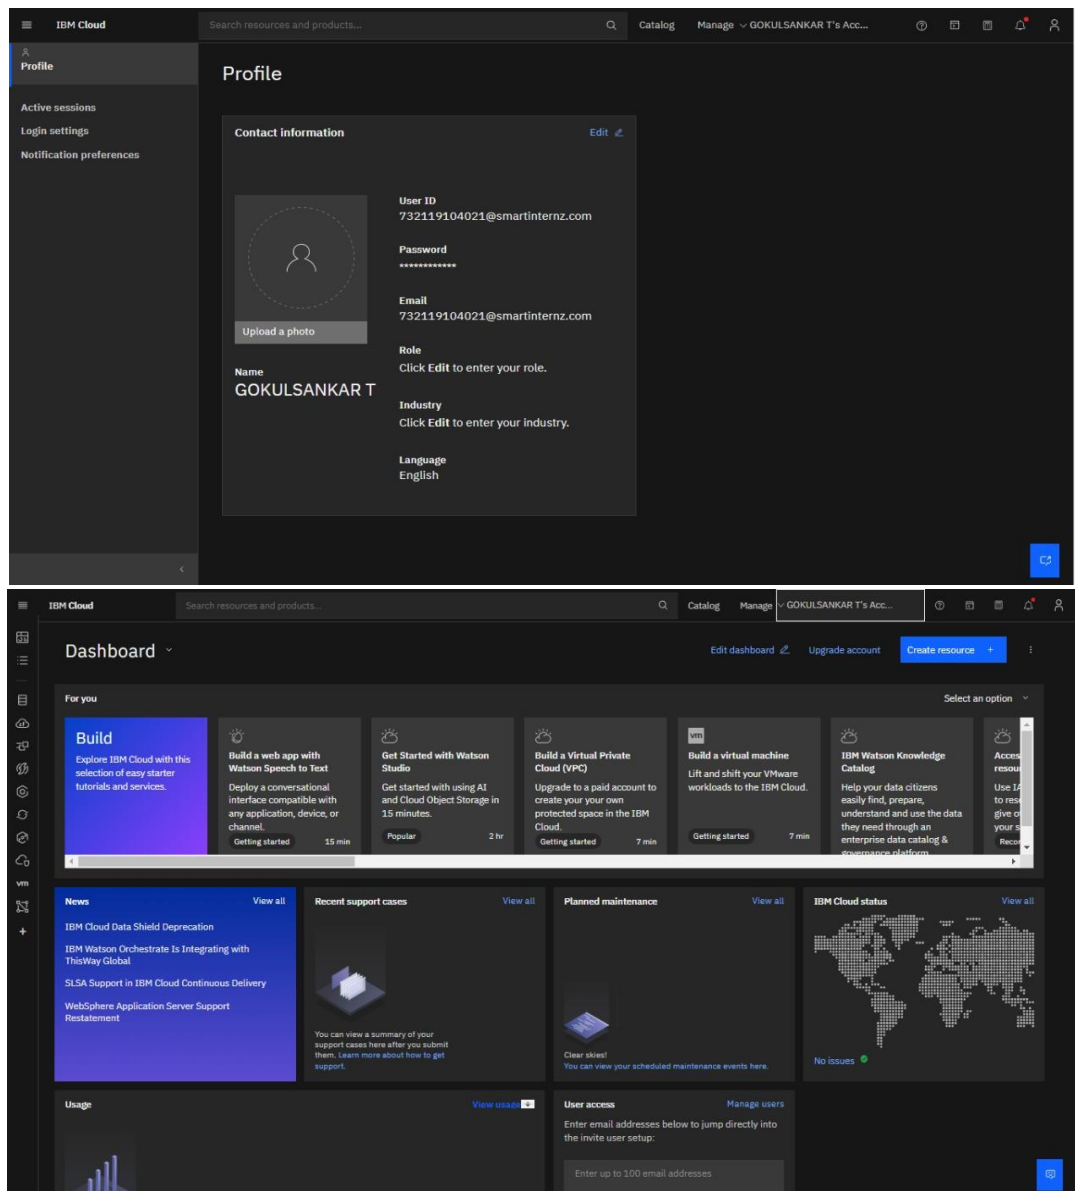 IBM Cloud
Search resources and products...
Catalog
Manage
GOKULSANKAR T's Acc...
Profile
Active sessions
Login settings
Notification preferences
Profile
Contact information
Edit
Upload a photo
Name
GOKULSANKAR T
User ID
732119104021@smartinternz.com
Password
************
Email
732119104021@smartinternz.com
Role
Click Edit to enter your role.
Industry
Click Edit to enter your industry.
Language
English
IBM Cloud
Search resources and products...
Catalog
Manage
GOKULSANKAR T's Acc...
Dashboard
Edit dashboard
Upgrade account
Create resource +
For you
Select an option
Build
Explore IBM Cloud with this
selection of easy starter
tutorials and services.
Build a web app with
Watson Speech to Text
Deploy a conversational
interface compatible with
any application, device, or
channel.
Getting started
15 min
Get Started with Watson
Studio
Get started with using AI
and Cloud Object Storage in
15 minutes.
Popular
2 hr
Build a Virtual Private
Cloud (VPC)
Upgrade to a paid account to
create your your own
protected space in the IBM
Cloud.
Getting started
7 min
vm
Build a virtual machine
Lift and shift your VMware
workloads to the IBM Cloud.
Getting started
7 min
IBM Watson Knowledge
Catalog
Help your data citizens
easily find, prepare,
understand and use the data
they need through an
enterprise data catalog &
governance platform
Acces
resou
Use IA
to res
give o
your s
Recor
vm
News
View all
IBM Cloud Data Shield Deprecation
IBM Watson Orchestrate Is Integrating with
ThisWay Global
SLSA Support in IBM Cloud Continuous Delivery
WebSphere Application Server Support
Restatement
Recent support cases
View all
You can view a summary of your
support cases here after you submit
them. Learn more about how to get
support.
Planned maintenance
View all
Clear skies!
You can view your scheduled maintenance events here.
IBM Cloud status
View all
No issues
Usage
View usage
User access
Manage users
Enter email addresses below to jump directly into
the invite user setup:
Enter up to 100 email addresses